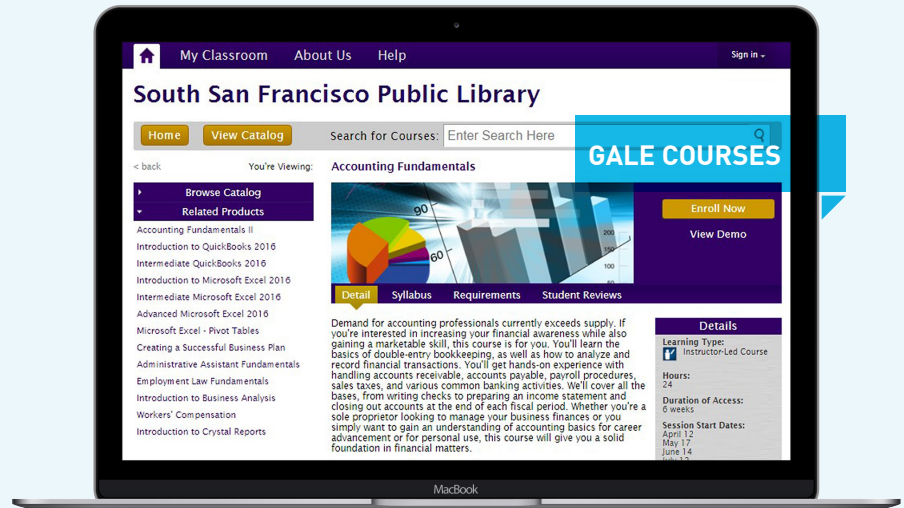 My Classroom About Us Help Sign in
South San Francisco Public Library
Home View Catalog Search for Courses: Enter Search Here
GALE COURSES
< back You're Viewing: Accounting Fundamentals
Browse Catalog
Related Products
Accounting Fundamentals II
Introduction to QuickBooks 2016
Intermediate QuickBooks 2016
Introduction to Microsoft Excel 2016
Intermediate Microsoft Excel 2016
Advanced Microsoft Excel 2016
Microsoft Excel - Pivot Tables
Creating a Successful Business Plan
Administrative Assistant Fundamentals
Employment Law Fundamentals
Introduction to Business Analysis
Workers' Compensation
Introduction to Crystal Reports
90
60
200
150
100
50
Enroll Now
View Demo
Detail Syllabus Requirements Student Reviews
Demand for accounting professionals currently exceeds supply. If
you're interested in increasing your financial awareness while also
gaining a marketable skill, this course is for you. You'll learn the
basics of double-entry bookkeeping, as well as how to analyze and
record financial transactions. You'll get hands-on experience with
handling accounts receivable, accounts payable, payroll procedures,
sales taxes, and various common banking activities. We'll cover all the
bases, from writing checks to preparing an income statement and
closing out accounts at the end of each fiscal period. Whether you're a
sole proprietor looking to manage your business finances or you
simply want to gain an understanding of accounting basics for career
advancement or for personal use, this course will give you a solid
foundation in financial matters.
Details
Learning Type:
Instructor-Led Course
Hours:
24
Duration of Access:
6 weeks
Session Start Dates:
April 12
May 17
June 14
July 12
MacBook